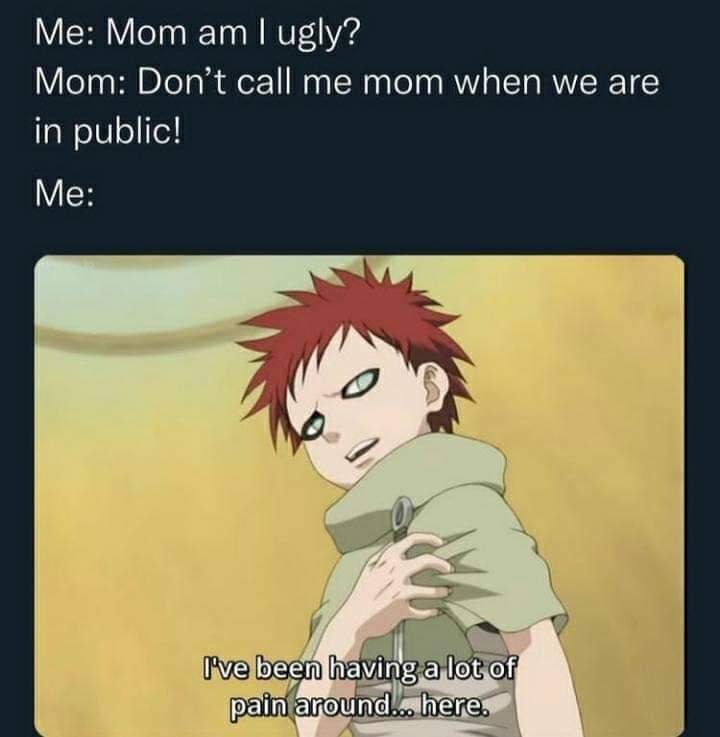 Me: Mom am I ugly?
Mom: Don’t call me mom when we are
in public!
Me:
I've been having a lot of
pain around... here.